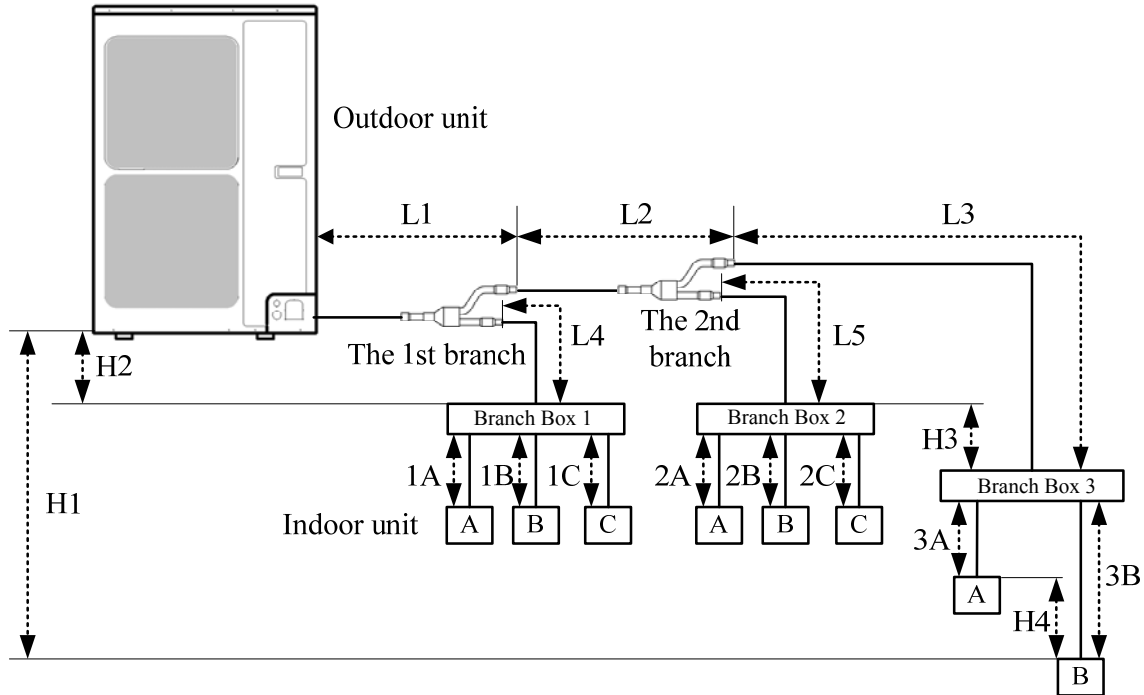 Outdoor unit
L1
L2
L3
The 1st branch
L4
The 2nd
branch
L5
H2
Branch Box 1
Branch Box 2
H3
Branch Box 3
H1
1A
1B
1C
2A
2B
2C
Indoor unit
A
B
C
A
B
C
3A
3B
A
H4
B